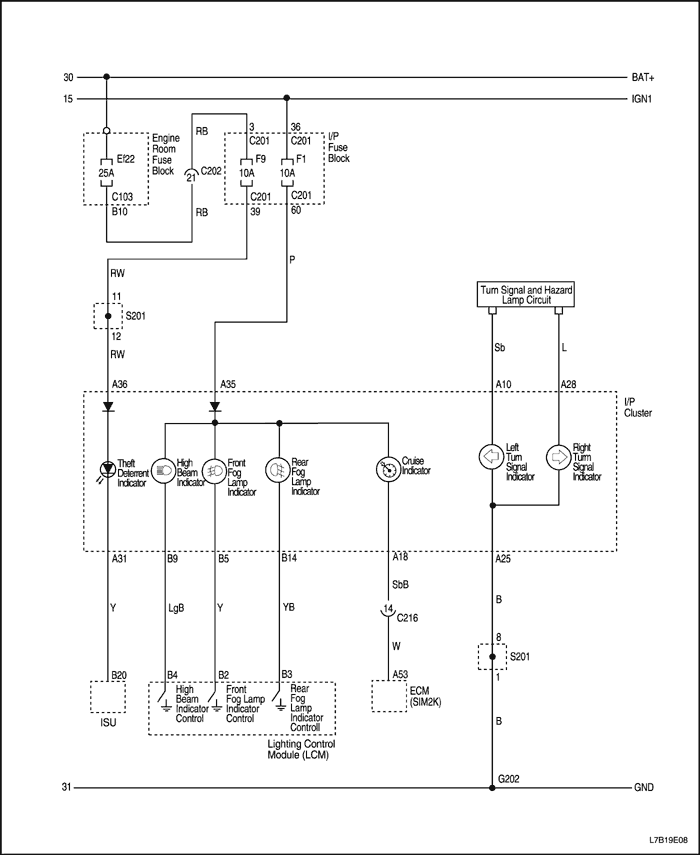 30 BAT+
15 IGN1
RB 3 36
C201 C201
Engine
Room
Fuse
Block
I/P
Fuse
Block
Ef22
25A
F9
10A
F1
10A
21 C202
C103
B10
C201
39
C201
60
RB
P
RW
11
S201
12
RW
Turn Signal and Hazard
Lamp Circuit
Sb L
A36 A35 A10 A28
I/P
Cluster
Theft
Deterrent
Indicator
High
Beam
Indicator
Front
Fog
Lamp
Indicator
Rear
Fog
Lamp
Indicator
Cruise
Indicator
Left
Turn
Signal
Indicator
Right
Turn
Signal
Indicator
A31 B9 B5 B14 A18 A25
SbB
Y LgB Y YB B
14 C216
W
8
S201
1
B
B20 B4 B2 B3 A53
ISU
High
Beam
Indicator
Control
Front
Fog Lamp
Indicator
Control
Rear
Fog
Lamp
Indicator
Controll
ECM
(SIM2K)
Lighting Control
Module (LCM)
G202
31 GND
L7B19E08